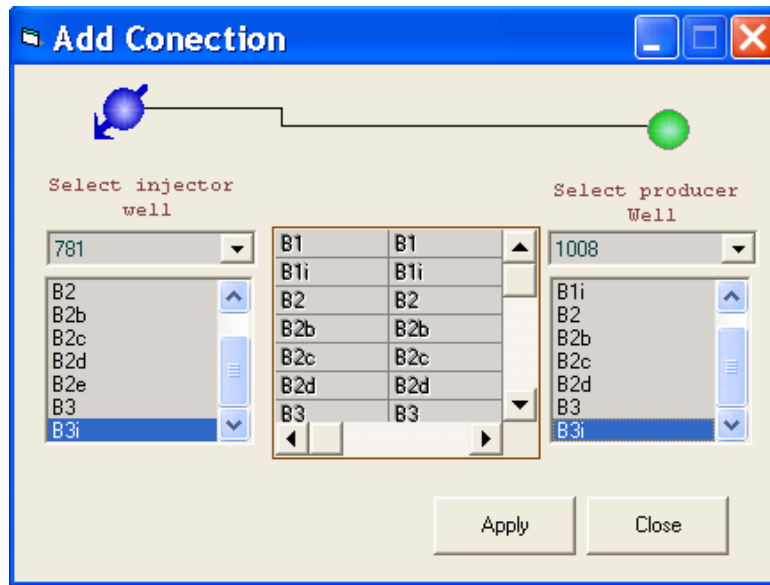 Add Conection
Select injector
well
781
B2
B2b
B2c
B2d
B2e
B3
B3i
B1 B1
B1i B1i
B2 B2
B2b B2b
B2c B2c
B2d B2d
B3 B3
Select producer
Well
1008
B1i
B2
B2b
B2c
B2d
B3
B3i
Apply Close